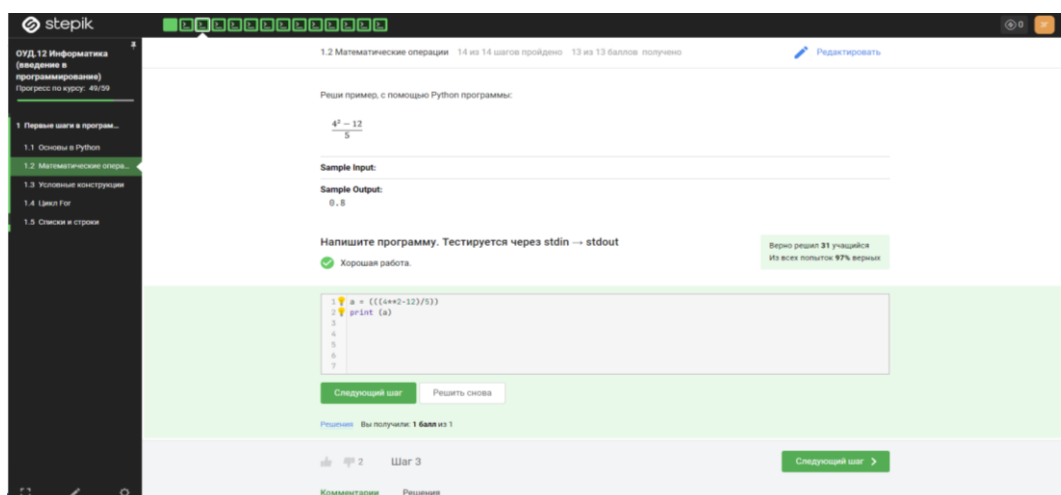 stepik
0
ОУД.12 Информатика
(введение в
программирование)
Прогресс по курсу: 49/59
1 Первые шаги в програм...
1.1 Основы в Python
1.2 Математические опера...
1.3 Условные конструкции
1.4 Цикл For
1.5 Списки и строки
1.2 Математические операции 14 из 14 шагов пройдено 13 из 13 баллов получено
Редактировать
Реши пример, с помощью Python программы:
4² − 12
5
Sample Input:
Sample Output:
0.8
Напишите программу. Тестируется через stdin → stdout
Верно решил 31 учащийся
Из всех попыток 97% верных
Хорошая работа.
1 a = (((4**2-12)/5))
2 print (a)
3
4
5
6
7
Следующий шаг Решить снова
Решения Вы получили: 1 балл из 1
2 Шаг 3
Следующий шаг
Комментарии Решения